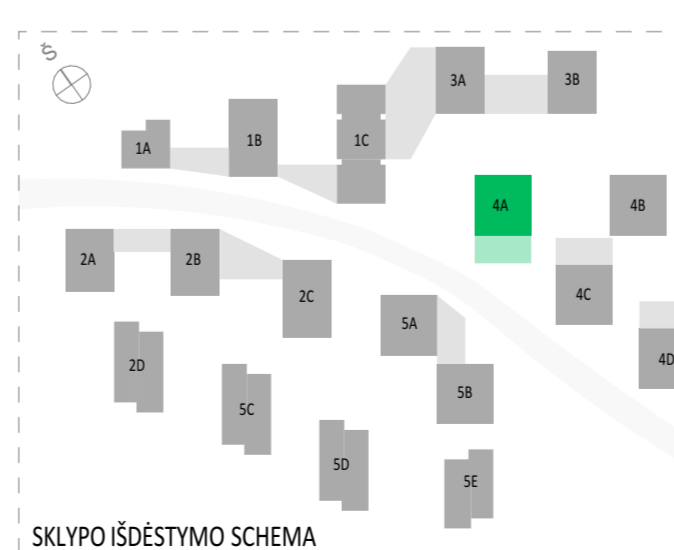 Š
3A
3B
1A
1B
1C
4A
4B
2A
2B
2C
4C
5A
4D
2D
5B
5C
5D
5E
SKLYPO IŠDĖSTYMO SCHEMA